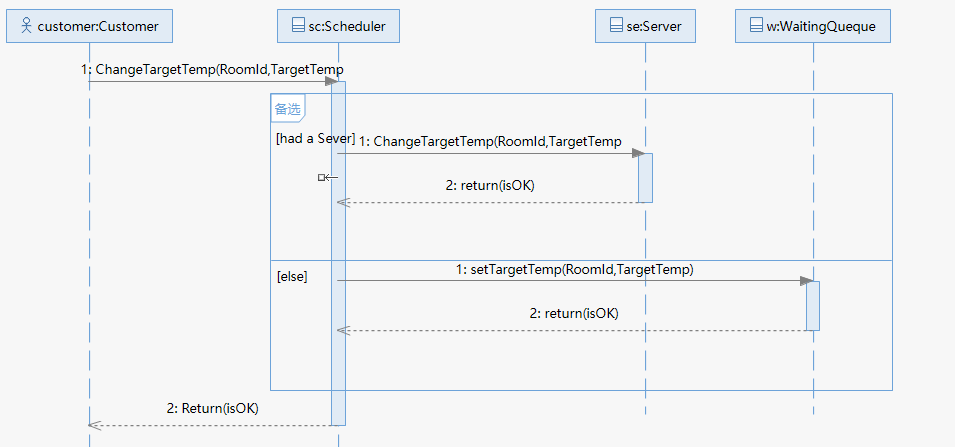 customer:Customer
sc:Scheduler
se:Server
w:WaitingQueque
1: ChangeTargetTemp(RoomId,TargetTemp
备选
[had a Sever]
1: ChangeTargetTemp(RoomId,TargetTemp
2: return(isOK)
[else]
1: setTargetTemp(RoomId,TargetTemp)
2: return(isOK)
2: Return(isOK)